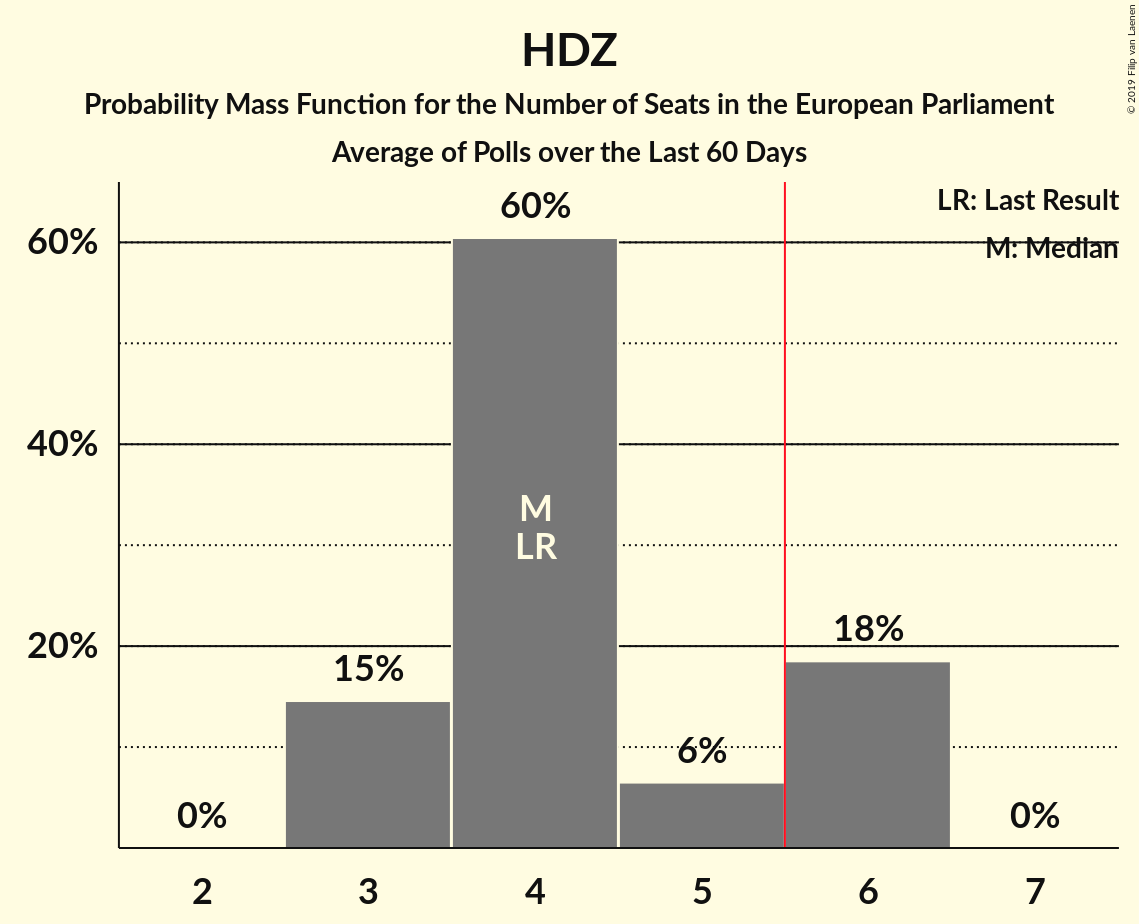 HDZ
Probability Mass Function for the Number of Seats in the European Parliament
Average of Polls over the Last 60 Days
© 2019 Filip van Laenen
LR: Last Result
M: Median
60%
40%
20%
0%
15%
60%
M
LR
6%
18%
0%
2 3 4 5 6 7